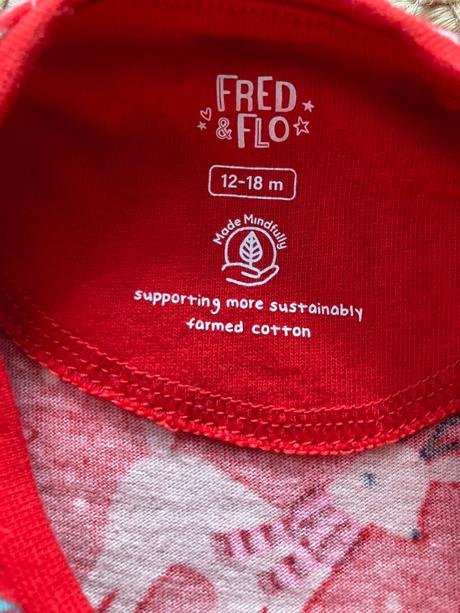 FRED
& FLO
12-18 m
Made Mindfully
supporting more sustainably
farmed cotton